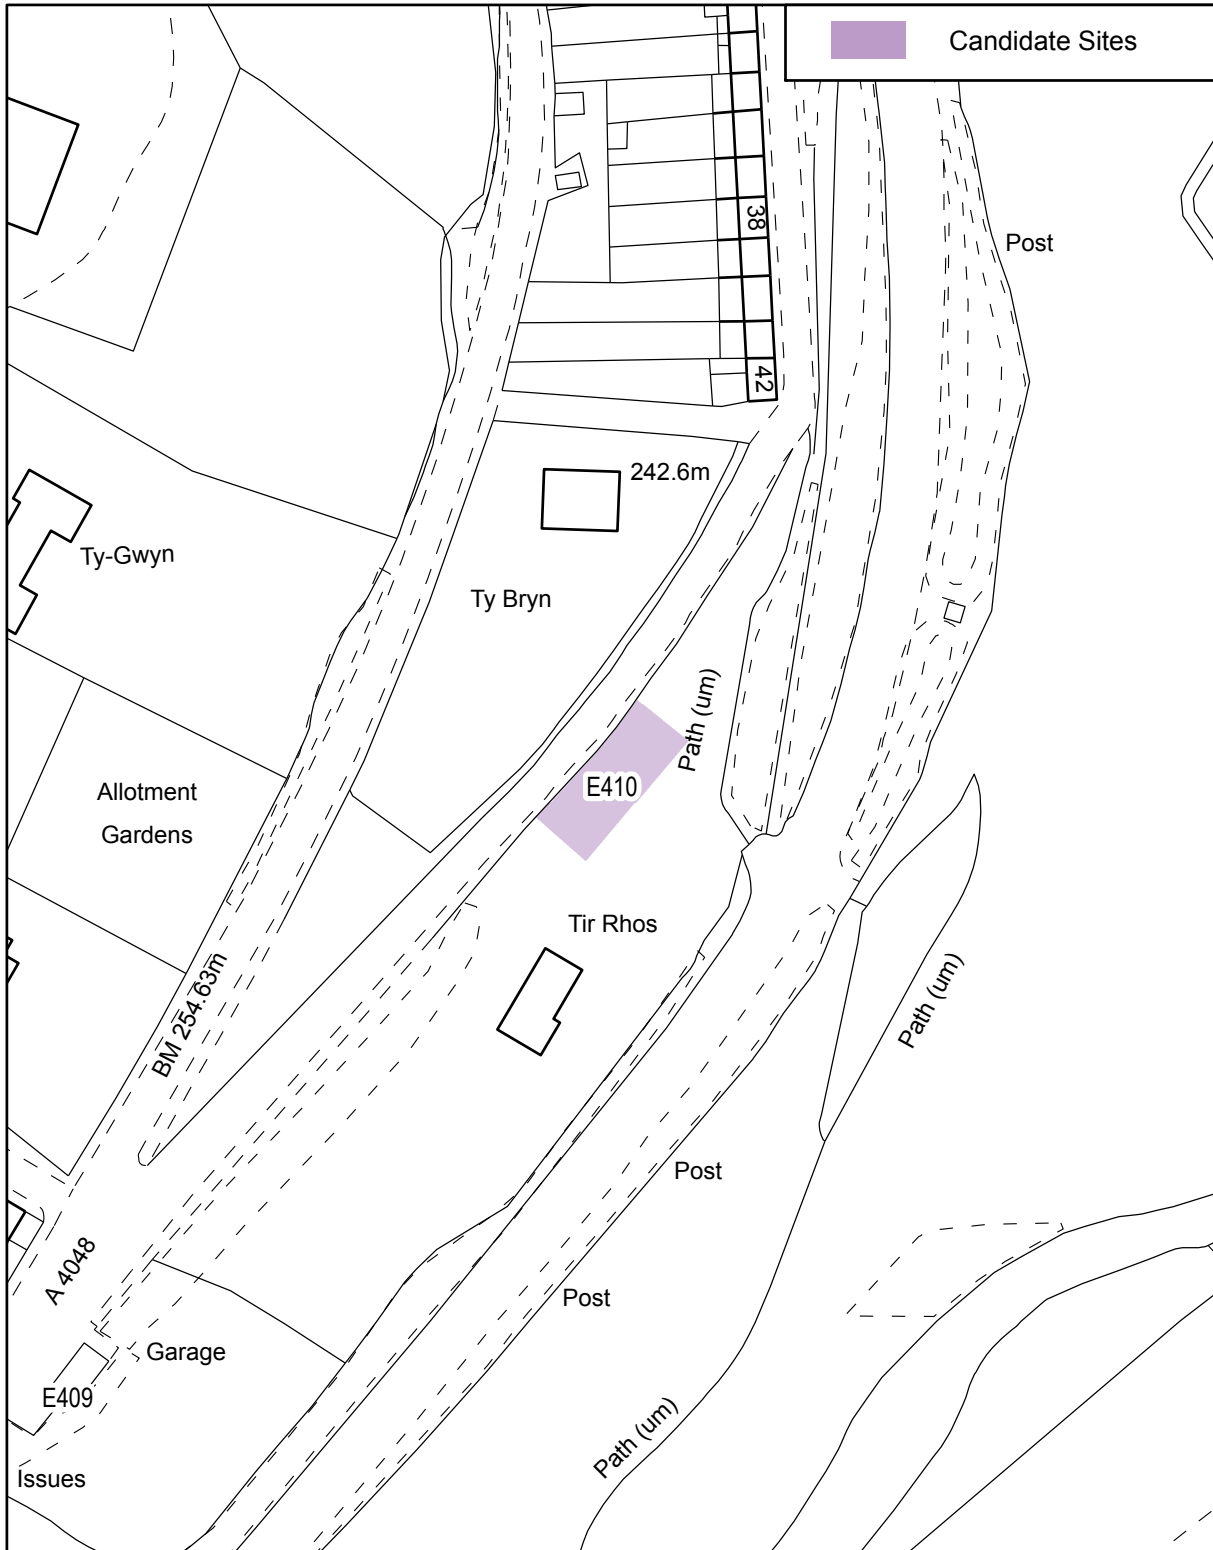 Candidate Sites
38
Post
42
242.6m
Ty-Gwyn
Ty Bryn
Path (um)
E410
Allotment
Gardens
Tir Rhos
BM 254.63m
Path (um)
Post
A 4048
Post
Garage
E409
Path (um)
Issues